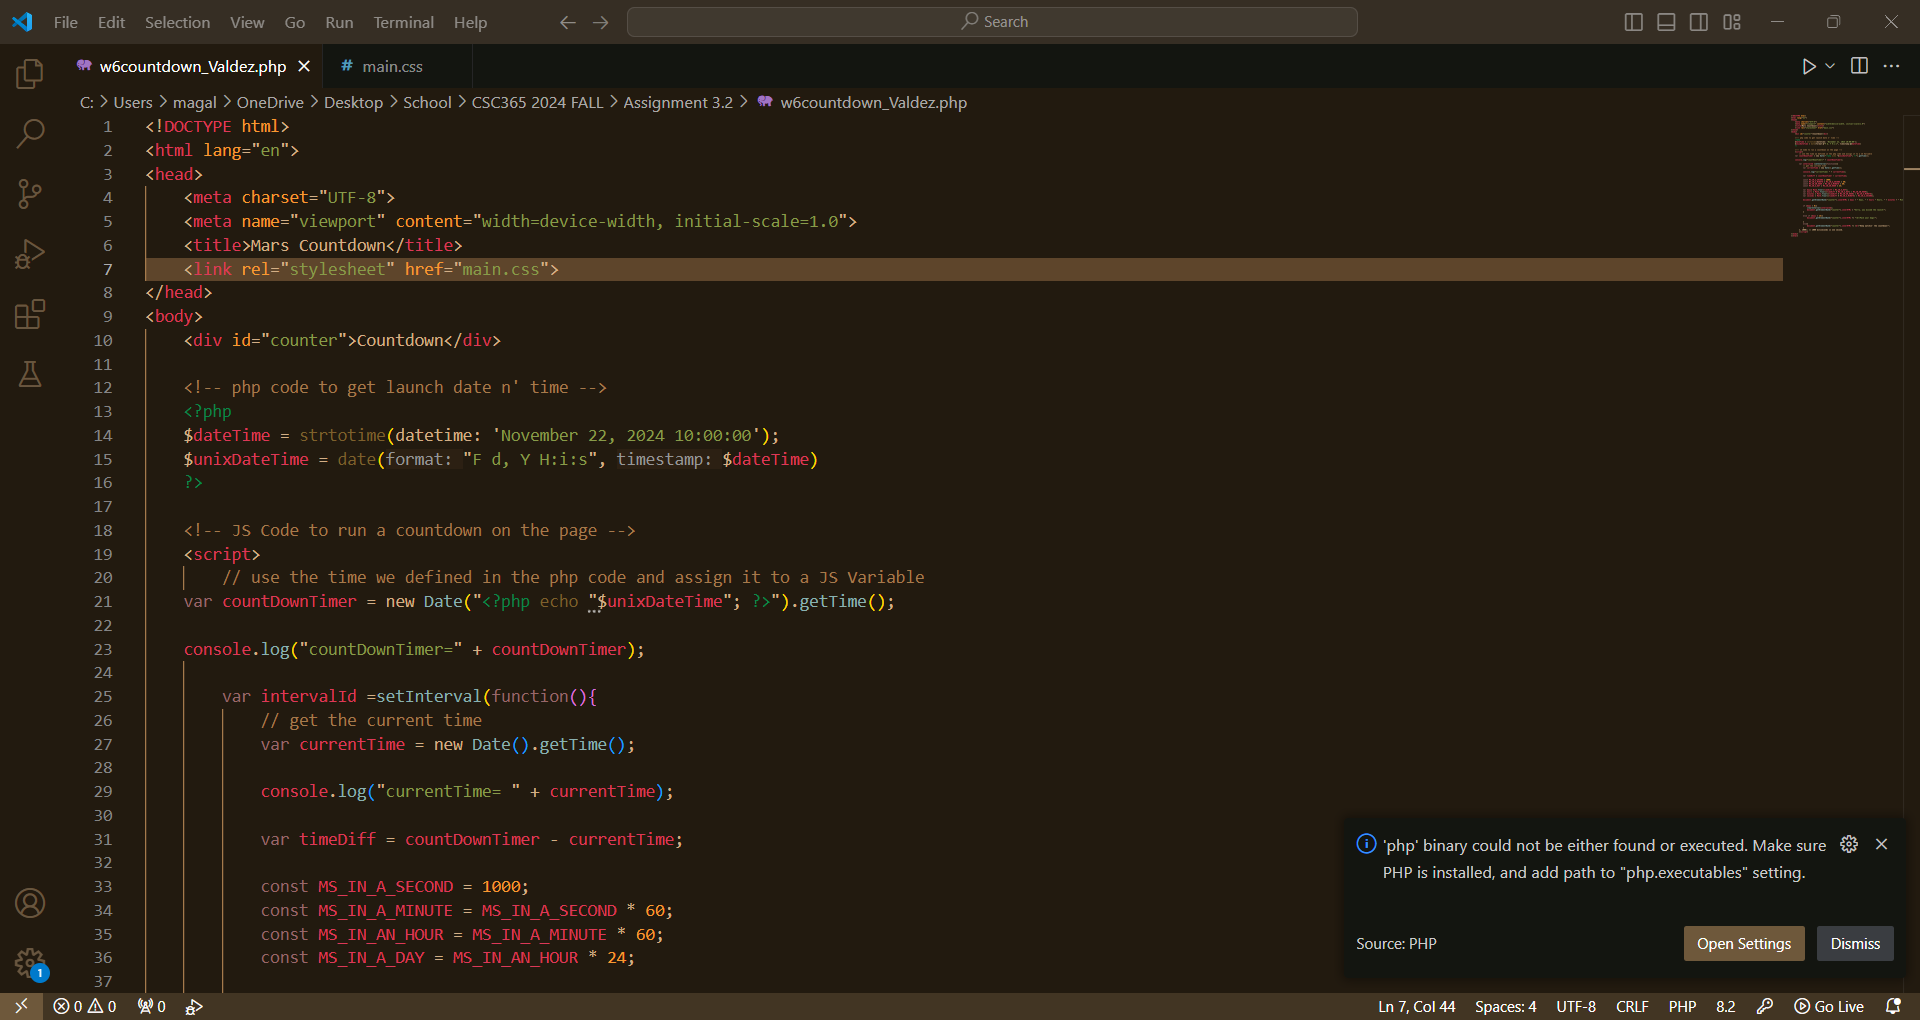 File Edit Selection View Go Run Terminal Help Search
w6countdown_Valdez.php # main.css
C: > Users > magal > OneDrive > Desktop > School > CSC365 2024 FALL > Assignment 3.2 > w6countdown_Valdez.php
1 <!DOCTYPE html>
2 <html lang="en">
3 <head>
4 <meta charset="UTF-8">
5 <meta name="viewport" content="width=device-width, initial-scale=1.0">
6 <title>Mars Countdown</title>
7 <link rel="stylesheet" href="main.css">
8 </head>
9 <body>
10 <div id="counter">Countdown</div>
11
12 <!-- php code to get launch date n' time -->
13 <?php
14 $dateTime = strtotime(datetime: 'November 22, 2024 10:00:00');
15 $unixDateTime = date(format: "F d, Y H:i:s", timestamp: $dateTime)
16 ?>
17
18 <!-- JS Code to run a countdown on the page -->
19 <script>
20 // use the time we defined in the php code and assign it to a JS Variable
21 var countDownTimer = new Date("<?php echo "$unixDateTime"; ?>").getTime();
22
23 console.log("countDownTimer=" + countDownTimer);
24
25 var intervalId =setInterval(function(){
26 // get the current time
27 var currentTime = new Date().getTime();
28
29 console.log("currentTime= " + currentTime);
30
31 var timeDiff = countDownTimer - currentTime;
32
33 const MS_IN_A_SECOND = 1000;
34 const MS_IN_A_MINUTE = MS_IN_A_SECOND * 60;
35 const MS_IN_AN_HOUR = MS_IN_A_MINUTE * 60;
36 const MS_IN_A_DAY = MS_IN_AN_HOUR * 24;
37
'php' binary could not be either found or executed. Make sure
PHP is installed, and add path to "php.executables" setting.
Source: PHP Open Settings Dismiss
1
0 0 0 Ln 7, Col 44 Spaces: 4 UTF-8 CRLF PHP 8.2 Go Live